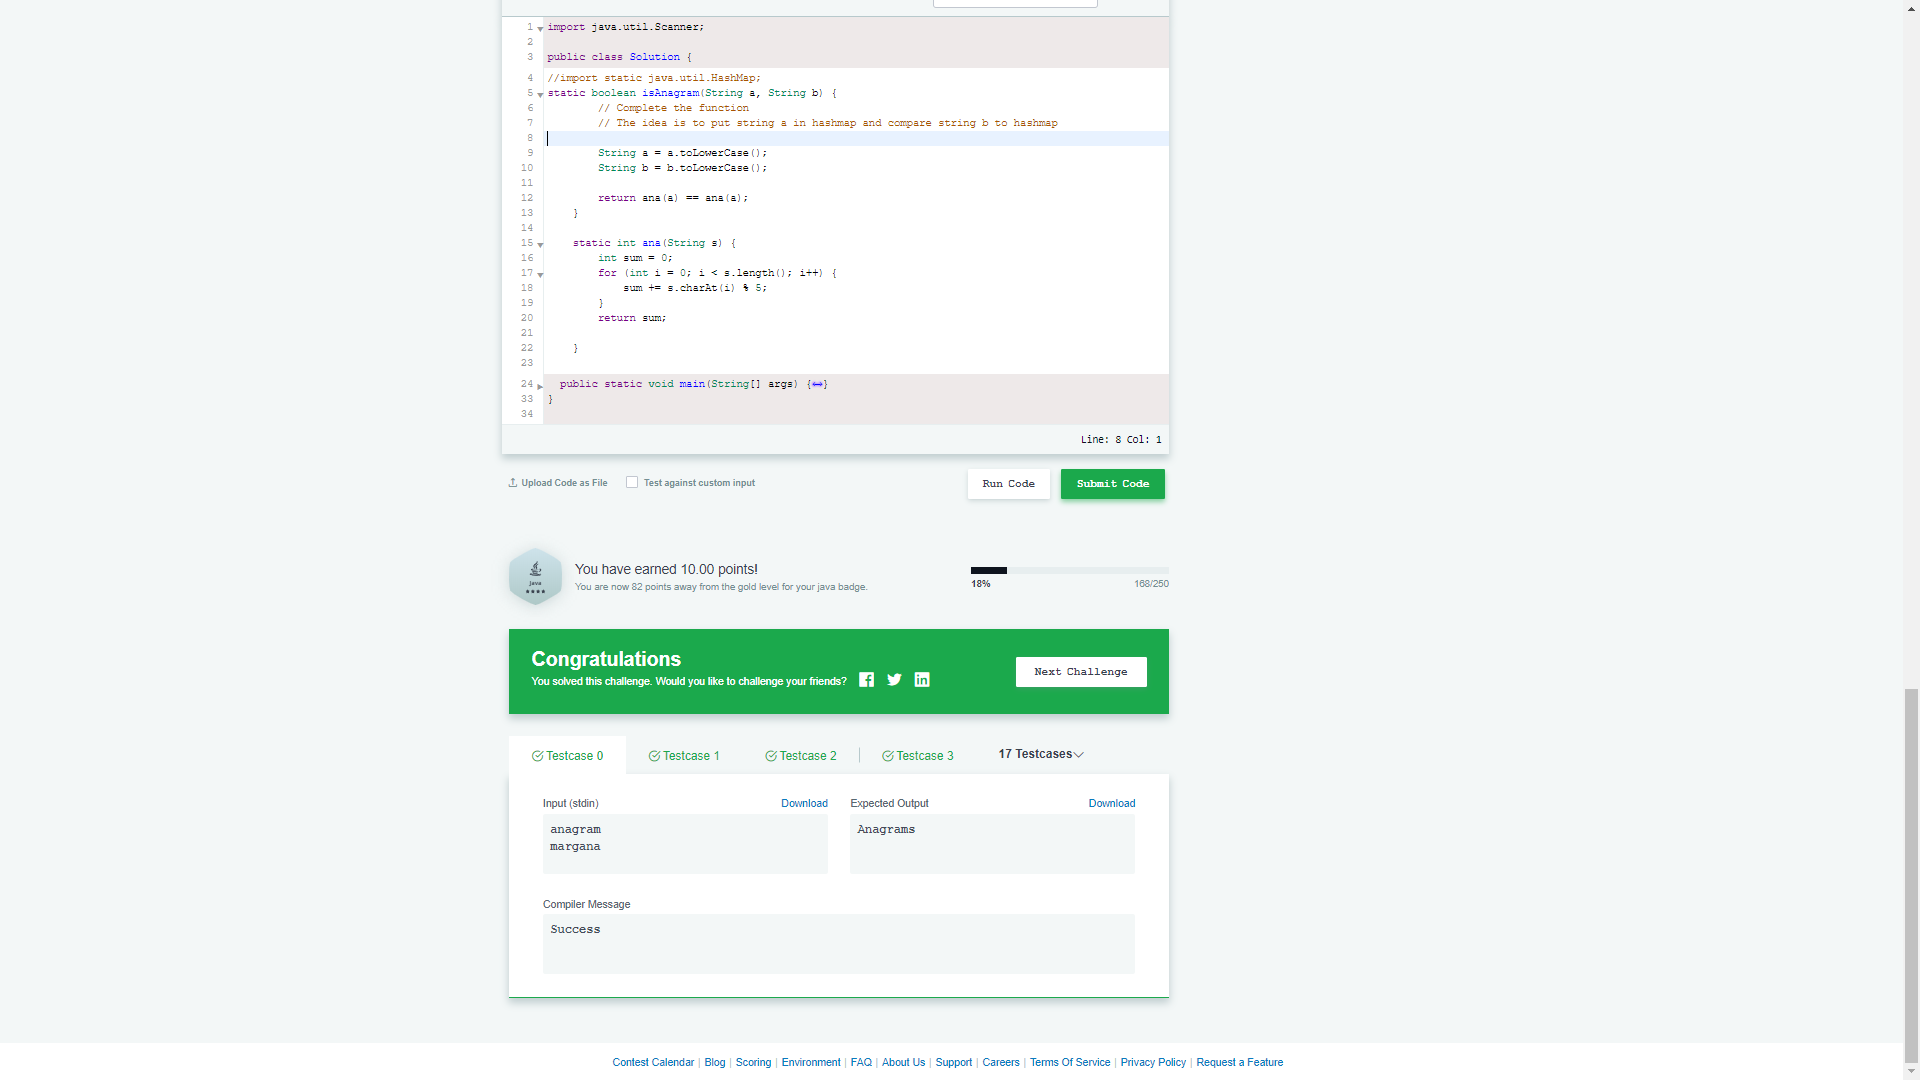 1 import java.util.Scanner;
2
3 public class Solution {
4 //import static java.util.HashMap;
5 static boolean isAnagram(String a, String b) {
6 // Complete the function
7 // The idea is to put string a in hashmap and compare string b to hashmap
8
9 String a = a.toLowerCase();
10 String b = b.toLowerCase();
11
12 return ana(a) == ana(a);
13 }
14
15 static int ana(String s) {
16 int sum = 0;
17 for (int i = 0; i < s.length(); i++) {
18 sum += s.charAt(i) % 5;
19 }
20 return sum;
21
22 }
23
24 public static void main(String[] args) {↔}
33 }
34
Line: 8 Col: 1
Upload Code as File Test against custom input Run Code Submit Code
Java
You have earned 10.00 points!
You are now 82 points away from the gold level for your java badge.
18% 168/250
Congratulations
You solved this challenge. Would you like to challenge your friends?
Next Challenge
Testcase 0 Testcase 1 Testcase 2 Testcase 3 17 Testcases
Input (stdin) Download Expected Output Download
anagram Anagrams
margana
Compiler Message
Success
Contest Calendar | Blog | Scoring | Environment | FAQ | About Us | Support | Careers | Terms Of Service | Privacy Policy | Request a Feature